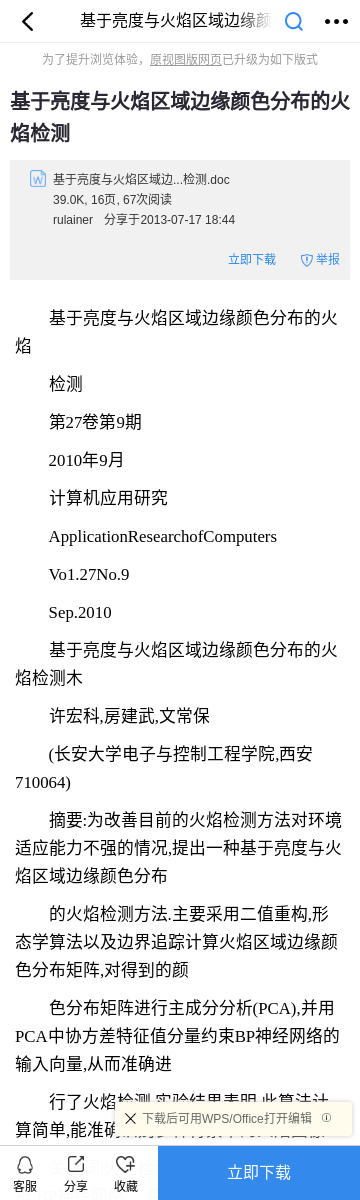 基于亮度与火焰区域边缘颜
为了提升浏览体验，原视图版网页已升级为如下版式
基于亮度与火焰区域边缘颜色分布的火
焰检测
基于亮度与火焰区域边...检测.doc
39.0K, 16页, 67次阅读
rulainer 分享于2013-07-17 18:44
立即下载 举报
基于亮度与火焰区域边缘颜色分布的火
焰
检测
第27卷第9期
2010年9月
计算机应用研究
ApplicationResearchofComputers
Vo1.27No.9
Sep.2010
基于亮度与火焰区域边缘颜色分布的火
焰检测木
许宏科,房建武,文常保
(长安大学电子与控制工程学院,西安
710064)
摘要:为改善目前的火焰检测方法对环境
适应能力不强的情况,提出一种基于亮度与火
焰区域边缘颜色分布
的火焰检测方法.主要采用二值重构,形
态学算法以及边界追踪计算火焰区域边缘颜
色分布矩阵,对得到的颜
色分布矩阵进行主成分分析(PCA),并用
PCA中协方差特征值分量约束BP神经网络的
输入向量,从而准确进
行了火焰检测.实验结果表明,此算法计
算简单,能准确
下载后可用WPS/Office打开编辑
客服 分享 收藏 立即下载